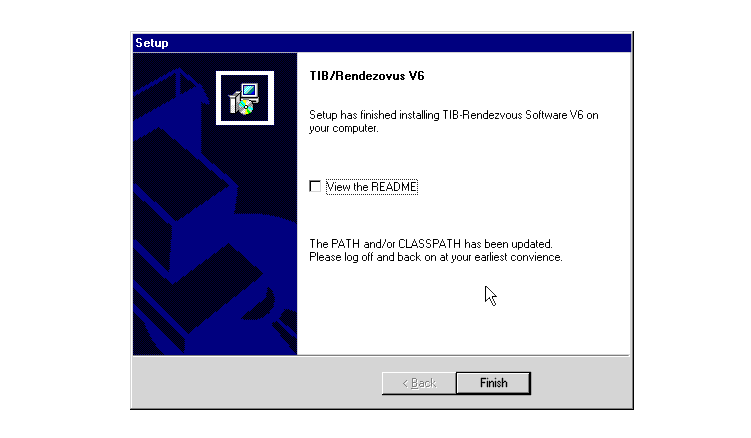 Setup
TIB/Rendezovus V6
Setup has finished installing TIB-Rendezvous Software V6 on
your computer.
View the README
The PATH and/or CLASSPATH has been updated.
Please log off and back on at your earliest convience.
< Back
Finish